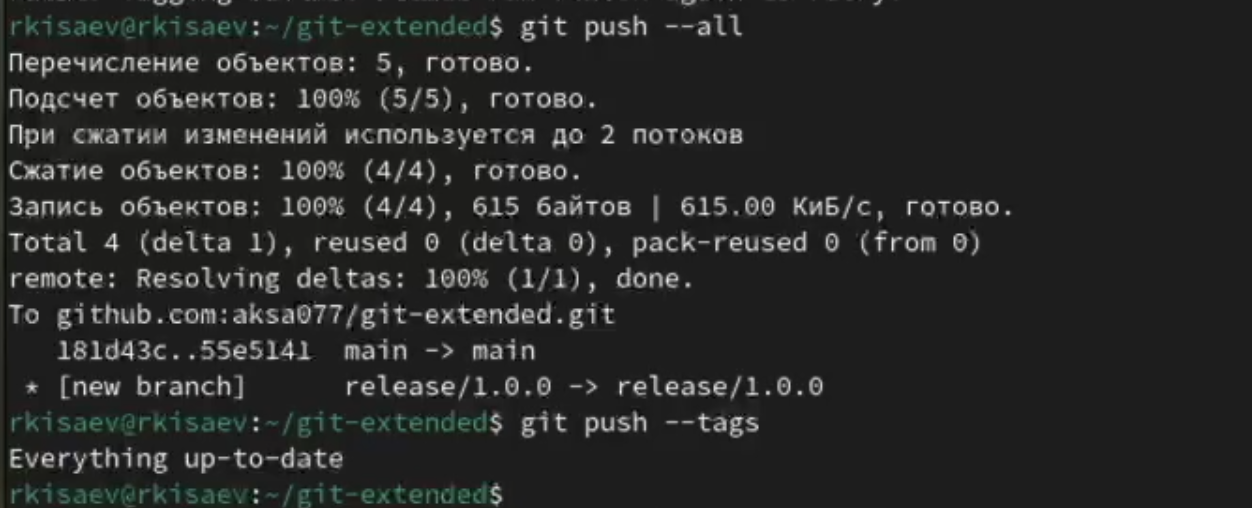 rkisaev@rkisaev:~/git-extended$ git push --all
Перечисление объектов: 5, готово.
Подсчет объектов: 100% (5/5), готово.
При сжатии изменений используется до 2 потоков
Сжатие объектов: 100% (4/4), готово.
Запись объектов: 100% (4/4), 615 байтов | 615.00 КиБ/с, готово.
Total 4 (delta 1), reused 0 (delta 0), pack-reused 0 (from 0)
remote: Resolving deltas: 100% (1/1), done.
To github.com:aksa077/git-extended.git
   181d43c..55e5141  main -> main
 * [new branch]      release/1.0.0 -> release/1.0.0
rkisaev@rkisaev:~/git-extended$ git push --tags
Everything up-to-date
rkisaev@rkisaev:~/git-extended$